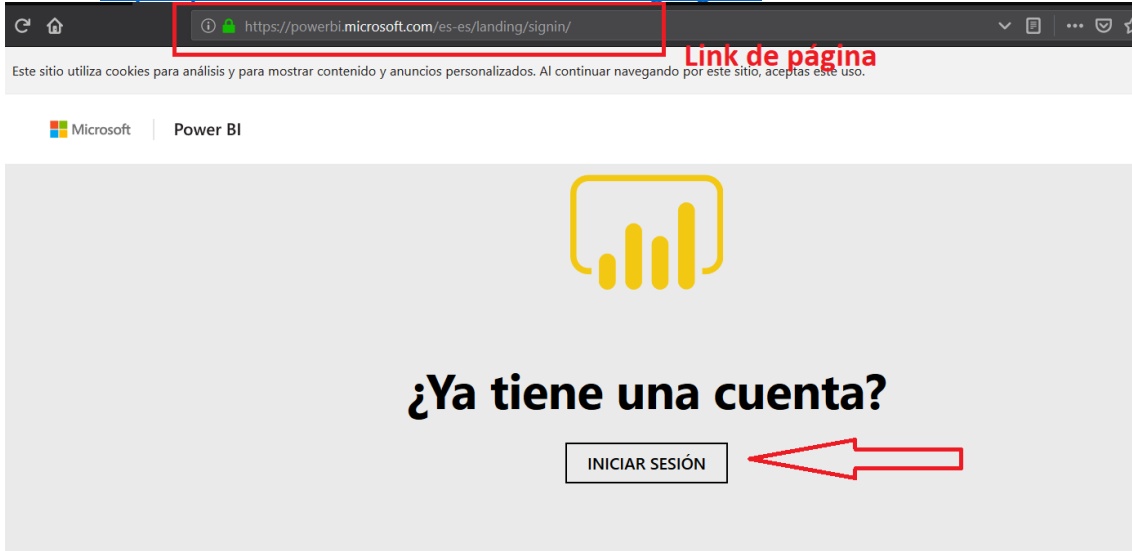 https://powerbi.microsoft.com/es-es/landing/signin/
Link de página
Este sitio utiliza cookies para análisis y para mostrar contenido y anuncios personalizados. Al continuar navegando por este sitio, aceptas este uso.
Microsoft
Power BI
¿Ya tiene una cuenta?
INICIAR SESIÓN